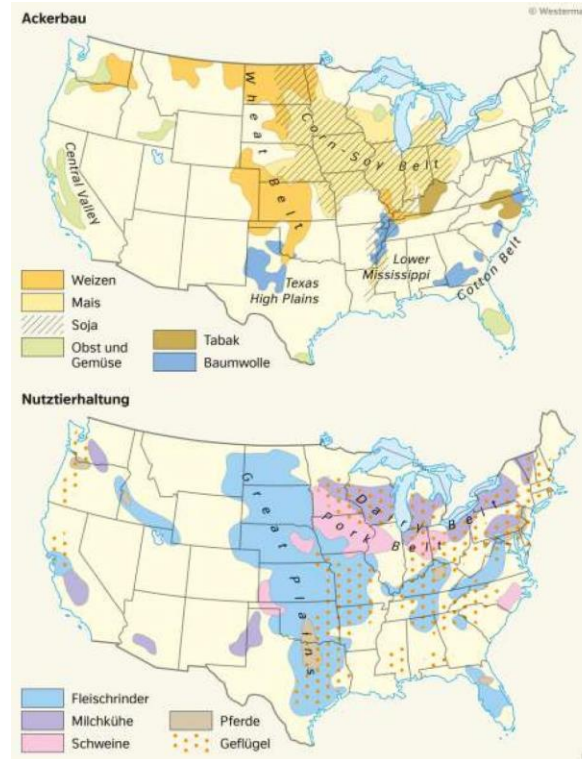 © Westerma
Ackerbau
Wheat Belt
Corn-Soy Belt
Central Valley
Lower
Mississippi
Cotton Belt
Texas
High Plains
Weizen
Mais
Soja
Obst und
Gemüse
Tabak
Baumwolle
Nutztierhaltung
Great Plains
Dairy Belt
Pork Belt
Fleischrinder
Milchkühe
Schweine
Pferde
Geflügel